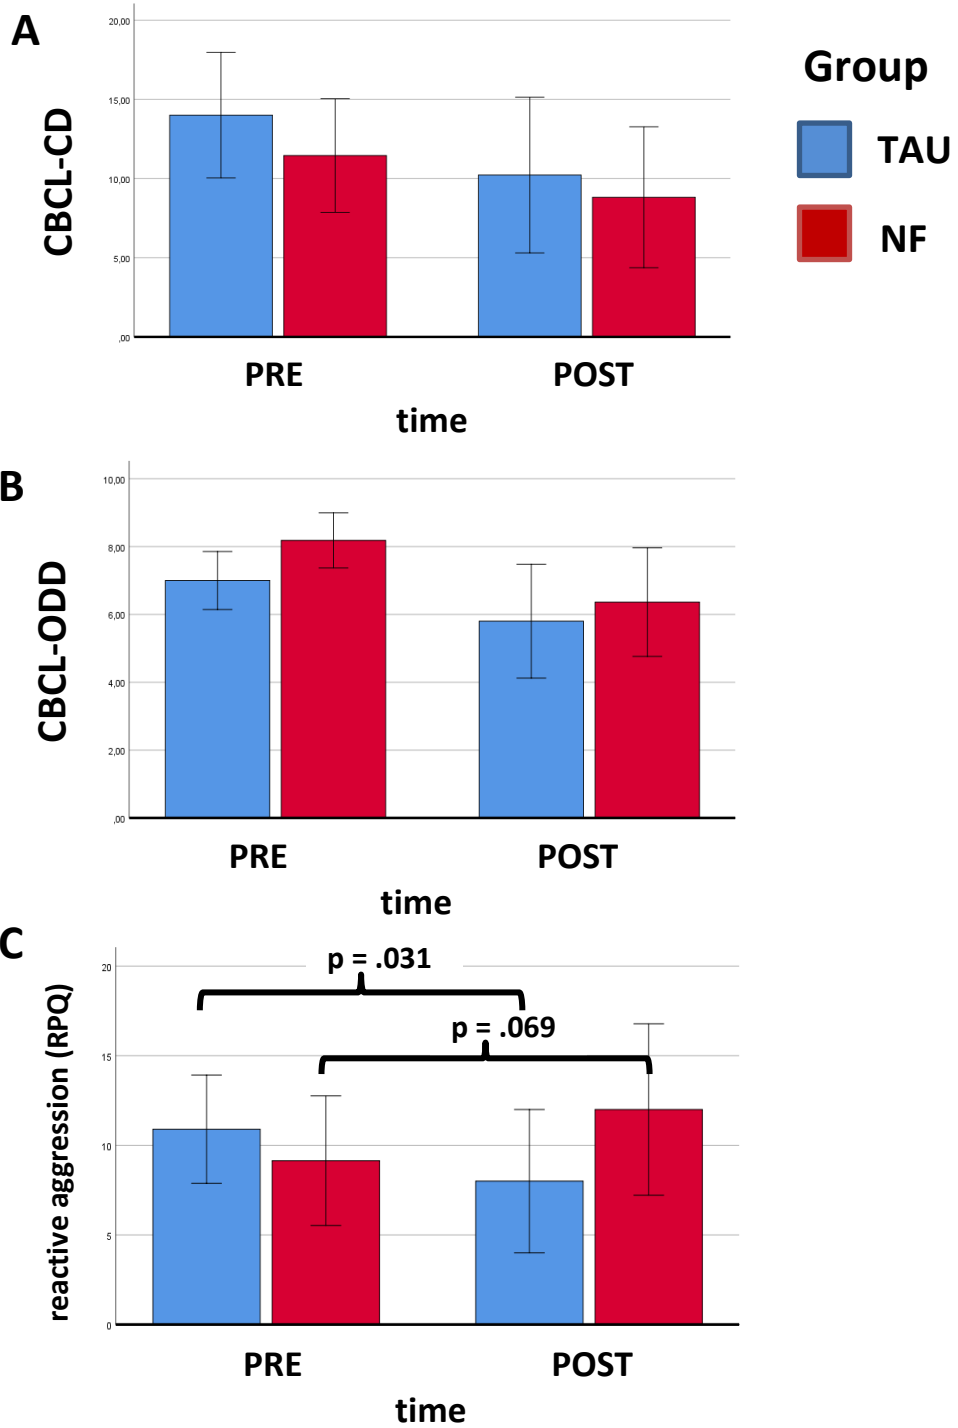 A
CBCL-CD
20,00
15,00
10,00
5,00
,00
PRE
POST
time
Group
TAU
NF
B
CBCL-ODD
10,00
8,00
6,00
4,00
2,00
,00
PRE
POST
time
C
reactive aggression (RPQ)
20
15
10
5
0
p = .031
p = .069
PRE
POST
time